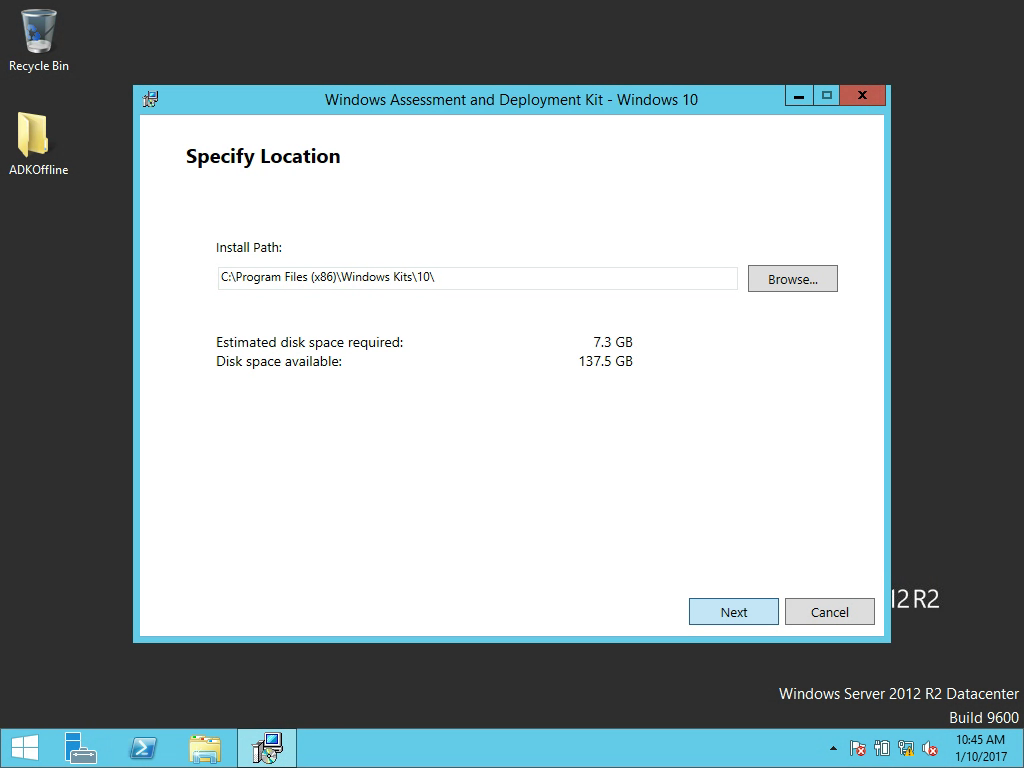 Recycle Bin
ADKOffline
Windows Assessment and Deployment Kit - Windows 10
Specify Location
Install Path:
C:\Program Files (x86)\Windows Kits\10\
Browse...
Estimated disk space required: 7.3 GB
Disk space available: 137.5 GB
Next
Cancel
12 R2
Windows Server 2012 R2 Datacenter
Build 9600
10:45 AM
1/10/2017